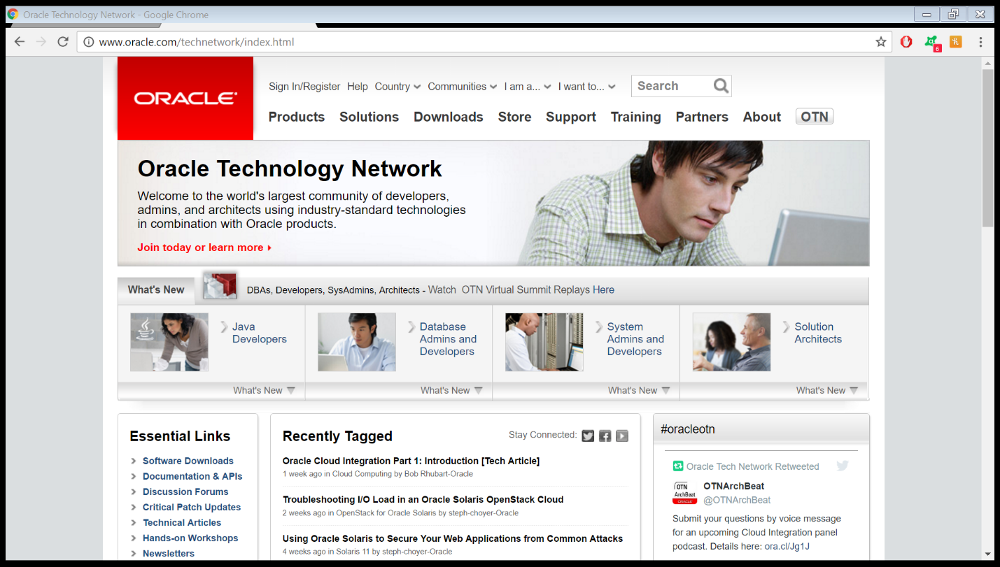 Oracle Technology Network - Google Chrome
www.oracle.com/technetwork/index.html
6
ORACLE
Sign In/Register Help Country Communities I am a... I want to... Search
Products Solutions Downloads Store Support Training Partners About OTN
Oracle Technology Network
Welcome to the world's largest community of developers,
admins, and architects using industry-standard technologies
in combination with Oracle products.
Join today or learn more
What's New DBAs, Developers, SysAdmins, Architects - Watch OTN Virtual Summit Replays Here
Java
Developers
What's New
Database
Admins and
Developers
What's New
System
Admins and
Developers
What's New
Solution
Architects
What's New
Essential Links
Software Downloads
Documentation & APIs
Discussion Forums
Critical Patch Updates
Technical Articles
Hands-on Workshops
Newsletters
Recently Tagged
Stay Connected:
Oracle Cloud Integration Part 1: Introduction [Tech Article]
1 week ago in Cloud Computing by Bob Rhubart-Oracle
Troubleshooting I/O Load in an Oracle Solaris OpenStack Cloud
2 weeks ago in OpenStack for Oracle Solaris by steph-choyer-Oracle
Using Oracle Solaris to Secure Your Web Applications from Common Attacks
4 weeks ago in Solaris 11 by steph-choyer-Oracle
#oracleotn
Oracle Tech Network Retweeted
OTN
ArchBeat
ORACLE
OTNArchBeat
@OTNArchBeat
Submit your questions by voice message
for an upcoming Cloud Integration panel
podcast. Details here: ora.cl/Jg1J